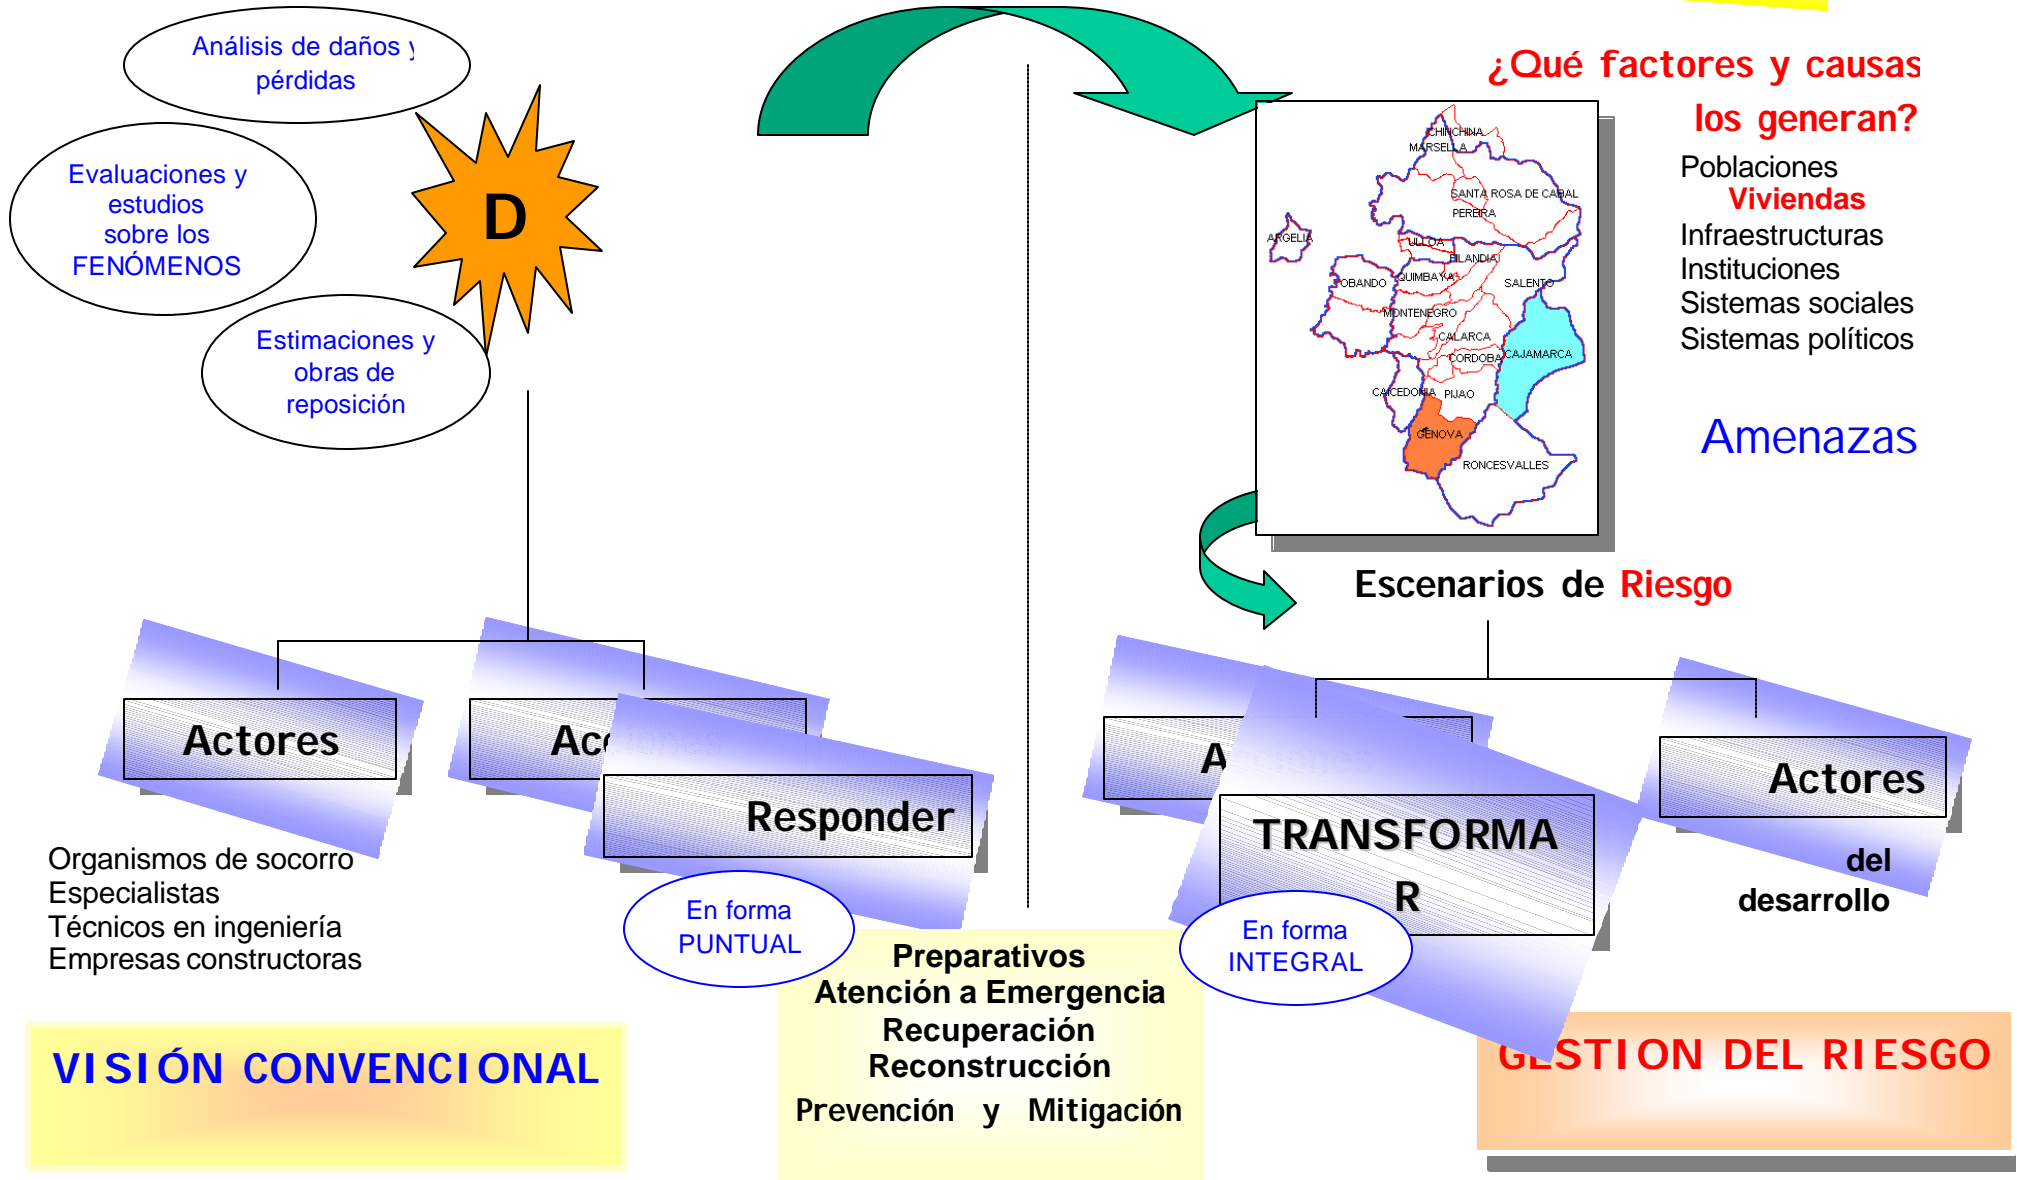 Análisis de daños y
pérdidas
Evaluaciones y
estudios
sobre los
FENÓMENOS
Estimaciones y
obras de
reposición
D
¿Qué factores y causas
los generan?
Poblaciones
Viviendas
Infraestructuras
Instituciones
Sistemas sociales
Sistemas políticos
Amenazas
CHINCHINA
MARSELLA
SANTA ROSA DE CABAL
PEREIRA
ARGELIA
ULLOA
FILANDIA
QUIMBAYA
OBANDO
SALENTO
MONTENEGRO
CALARCA
CORDOBA
CAJAMARCA
CAICEDONIA
PIJAO
GENOVA
RONCESVALLES
Escenarios de Riesgo
Actores
Acciones
Responder
Organismos de socorro
Especialistas
Técnicos en ingeniería
Empresas constructoras
En forma
PUNTUAL
Acciones
TRANSFORMA
R
En forma
INTEGRAL
Actores
del
desarrollo
Preparativos
Atención a Emergencia
Recuperación
Reconstrucción
Prevención y Mitigación
VISIÓN CONVENCIONAL
GESTION DEL RIESGO